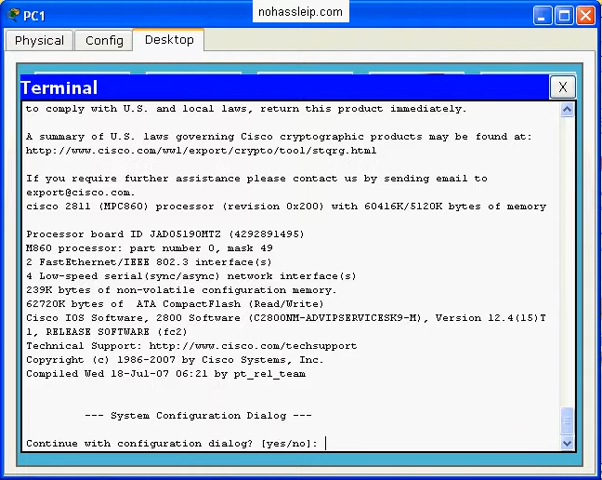 PC1
nohassleip.com
Physical
Config
Desktop
Terminal
X
to comply with U.S. and local laws, return this product immediately.
A summary of U.S. laws governing Cisco cryptographic products may be found at:
http://www.cisco.com/wwl/export/crypto/tool/stqrg.html
If you require further assistance please contact us by sending email to
export@cisco.com.
cisco 2811 (MPC860) processor (revision 0x200) with 60416K/5120K bytes of memory
Processor board ID JAD05190MTZ (4292891495)
M860 processor: part number 0, mask 49
2 FastEthernet/IEEE 802.3 interface(s)
4 Low-speed serial(sync/async) network interface(s)
239K bytes of non-volatile configuration memory.
62720K bytes of  ATA CompactFlash (Read/Write)
Cisco IOS Software, 2800 Software (C2800NM-ADVIPSERVICESK9-M), Version 12.4(15)T
1, RELEASE SOFTWARE (fc2)
Technical Support: http://www.cisco.com/techsupport
Copyright (c) 1986-2007 by Cisco Systems, Inc.
Compiled Wed 18-Jul-07 06:21 by pt_rel_team
--- System Configuration Dialog ---
Continue with configuration dialog? [yes/no]: